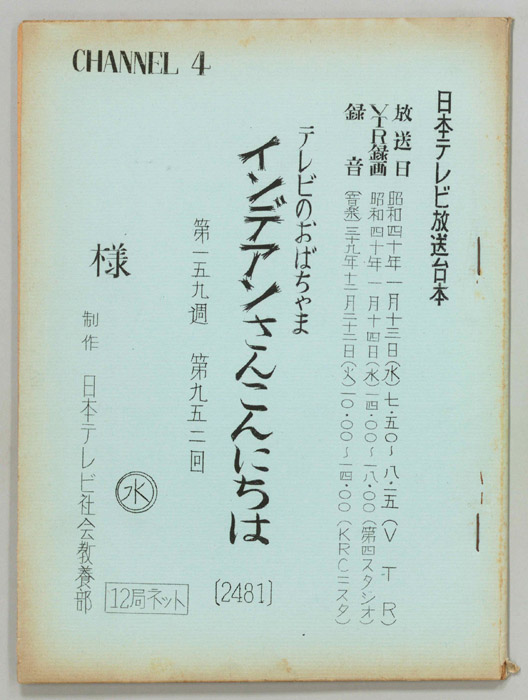 CHANNEL 4
日本テレビ放送台本
放送日 昭和四十年一月十三日(水)七・五〇～八・一五(VTR)
VTR録画 昭和四十年一月十四日(水)一四・〇〇～一八・〇〇(第四スタジオ)
録音 (音楽)三十九年十二月二十二日(火)一〇・〇〇～一四・〇〇(KRC二スタ)
テレビのおばちゃま
インデアンさんこんにちは
[2481]
第一五九週 第九五二回
様
水
12局ネット
制作 日本テレビ社会教養部